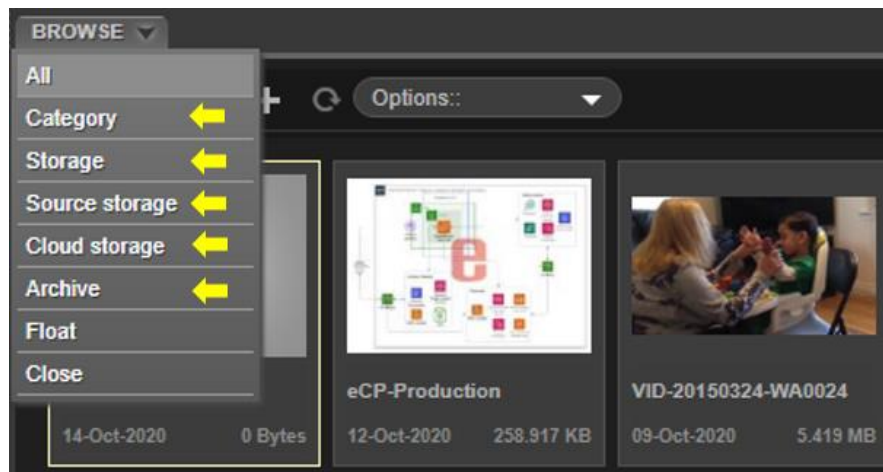 BROWSE
All
Category
Storage
Source storage
Cloud storage
Archive
Float
Close
Options::
14-Oct-2020 0 Bytes
e
eCP-Production
12-Oct-2020 258.917 KB
VID-20150324-WA0024
09-Oct-2020 5.419 MB